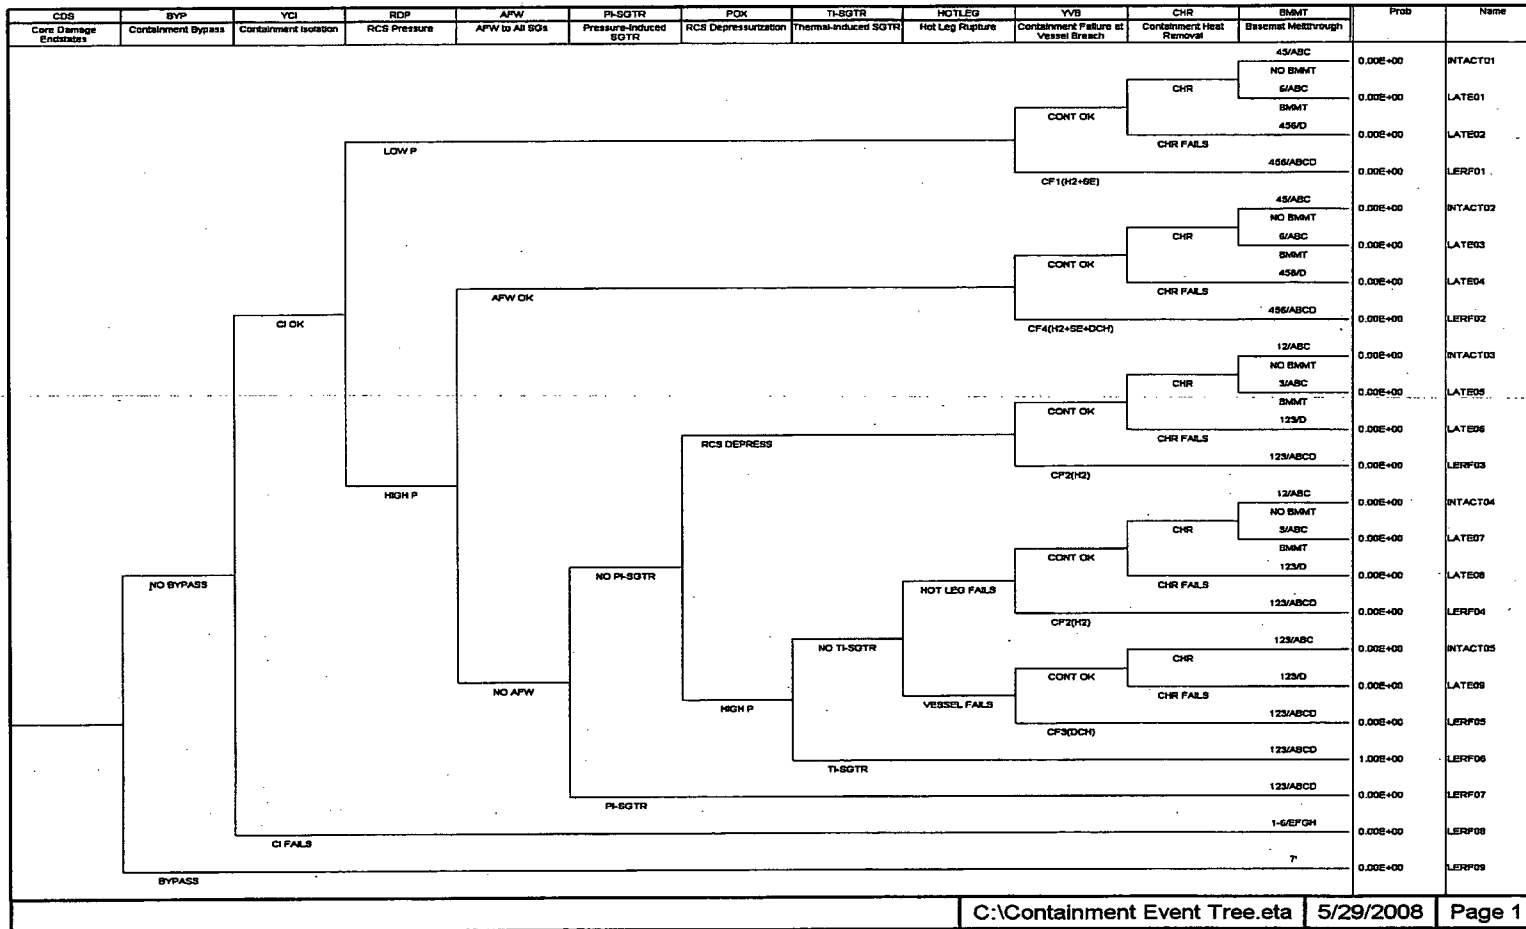 CDS BYP YCI RDP AFW PI-SGTR POX TI-SGTR HOTLEG YVB CHR BMMT Prob Name
Core Damage Endstates Containment Bypass Containment Isolation RCS Pressure AFW to All SGs Pressure-Induced SGTR RCS Depressurization Thermal-Induced SGTR Hot Leg Rupture Containment Failure at Vessel Breach Containment Heat Removal Basemat Meltthrough
45/ABC 0.00E+00 INTACT01
NO BMMT
CHR
6/ABC 0.00E+00 LATE01
BMMT
CONT OK
456/D 0.00E+00 LATE02
CHR FAILS
LOW P
456/ABCD 0.00E+00 LERF01
CF1(H2+SE)
45/ABC 0.00E+00 INTACT02
NO BMMT
CHR
6/ABC 0.00E+00 LATE03
BMMT
CONT OK
456/D 0.00E+00 LATE04
CHR FAILS
AFW OK
456/ABCD 0.00E+00 LERF02
CI OK
CF4(H2+SE+DCH)
12/ABC 0.00E+00 INTACT03
NO BMMT
CHR
3/ABC 0.00E+00 LATE05
BMMT
CONT OK
123/D 0.00E+00 LATE06
CHR FAILS
RCS DEPRESS
123/ABCD 0.00E+00 LERF03
CF2(H2)
HIGH P
12/ABC 0.00E+00 INTACT04
NO BMMT
CHR
3/ABC 0.00E+00 LATE07
BMMT
CONT OK
123/D 0.00E+00 LATE08
NO BYPASS
NO PI-SGTR
CHR FAILS
HOT LEG FAILS
123/ABCD 0.00E+00 LERF04
CF2(H2)
123/ABC 0.00E+00 INTACT05
NO TI-SGTR
CHR
CONT OK
123/D 0.00E+00 LATE09
NO AFW
CHR FAILS
HIGH P
VESSEL FAILS
123/ABCD 0.00E+00 LERF05
CF3(DCH)
123/ABCD 1.00E+00 LERF06
TI-SGTR
123/ABCD 0.00E+00 LERF07
PI-SGTR
1-6/EFGH 0.00E+00 LERF08
CI FAILS
7' 0.00E+00 LERF09
BYPASS
C:\Containment Event Tree.eta 5/29/2008 Page 1